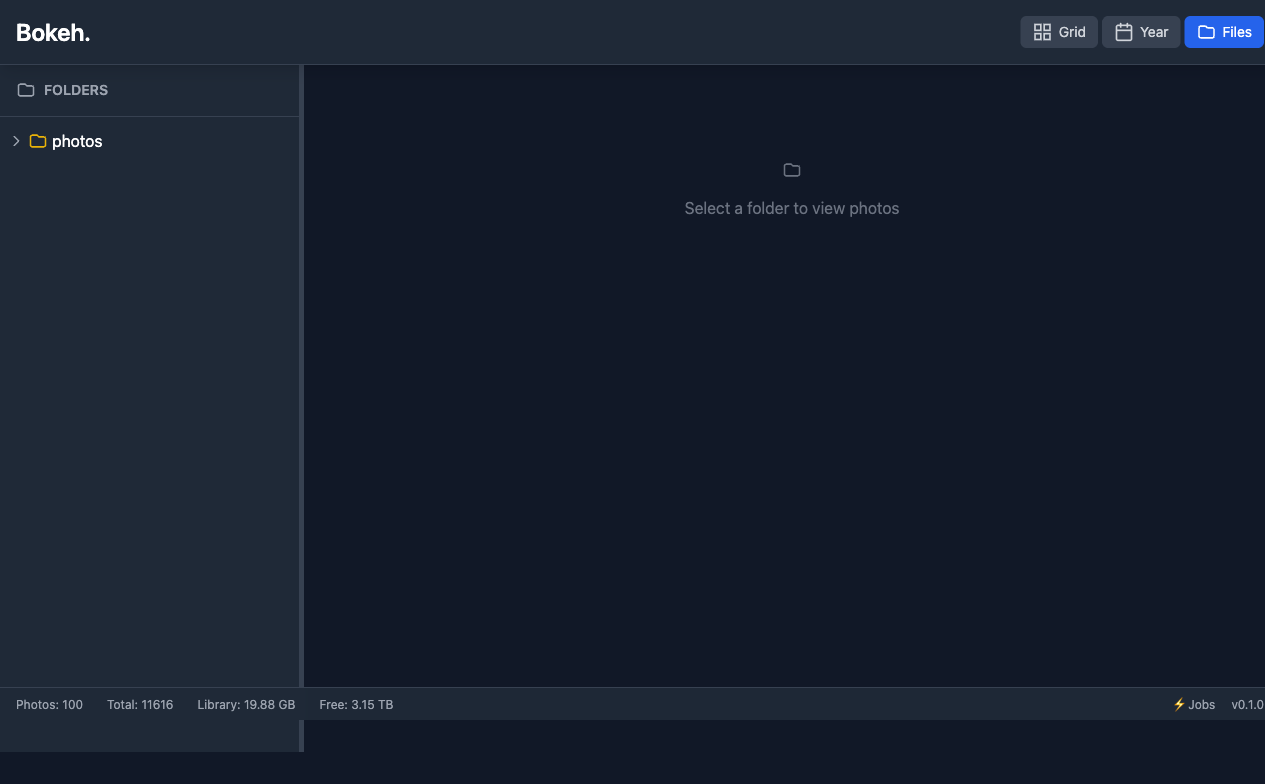 Bokeh.
Grid
Year
Files
FOLDERS
photos
Select a folder to view photos
Photos: 100
Total: 11616
Library: 19.88 GB
Free: 3.15 TB
⚡ Jobs
v0.1.0